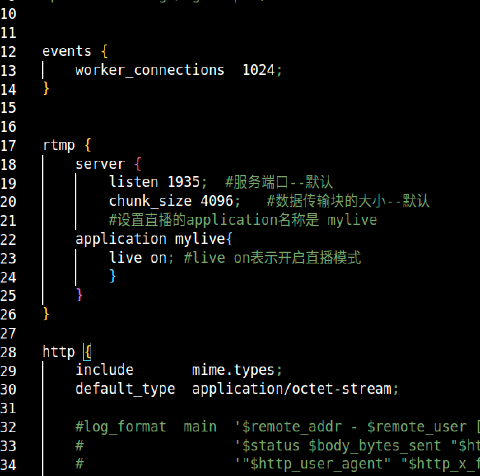 10
11
12 events {
13 worker_connections 1024;
14 }
15
16
17 rtmp {
18 server {
19 listen 1935; #服务端口--默认
20 chunk_size 4096; #数据传输块的大小--默认
21 #设置直播的application名称是 mylive
22 application mylive{
23 live on; #live on表示开启直播模式
24 }
25 }
26 }
27
28 http {
29 include mime.types;
30 default_type application/octet-stream;
31
32 #log_format main '$remote_addr - $remote_user [
33 # '$status $body_bytes_sent "$ht
34 # '"$http_user_agent" "$http_x_f